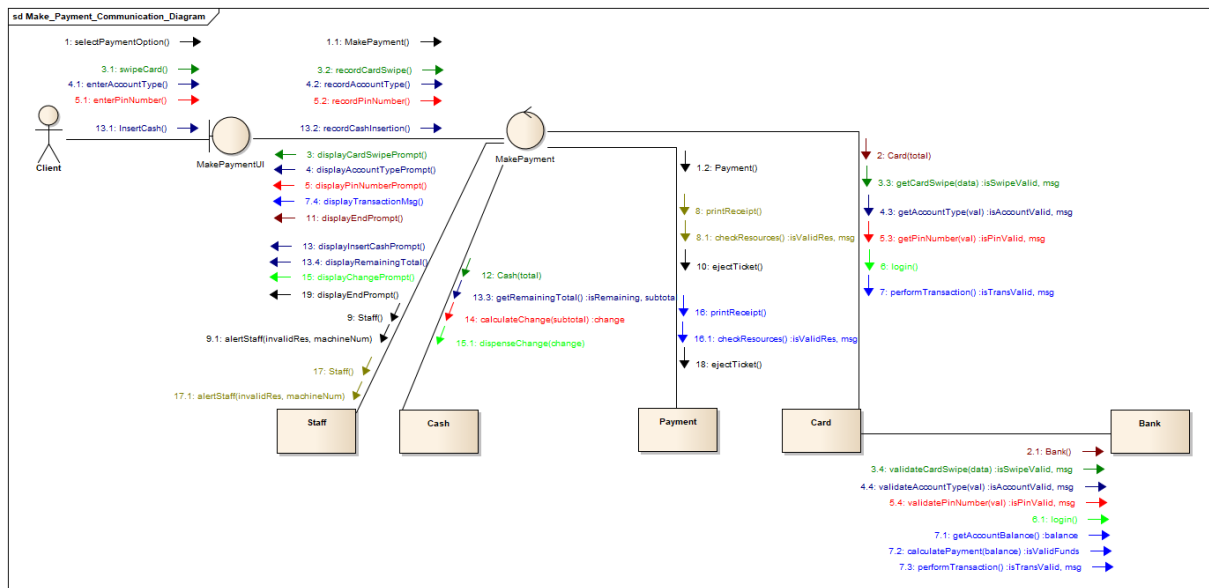 sd Make_Payment_Communication_Diagram
1: selectPaymentOption()
1.1: MakePayment()
3.1: swipeCard()
3.2: recordCardSwipe()
4.1: enterAccountType()
4.2: recordAccountType()
5.1: enterPinNumber()
5.2: recordPinNumber()
13.1: InsertCash()
13.2: recordCashInsertion()
Client
MakePaymentUI
MakePayment
3: displayCardSwipePrompt()
4: displayAccountTypePrompt()
5: displayPinNumberPrompt()
7.4: displayTransactionMsg()
11: displayEndPrompt()
13: displayInsertCashPrompt()
13.4: displayRemainingTotal()
15: displayChangePrompt()
19: displayEndPrompt()
9: Staff()
9.1: alertStaff(invalidRes, machineNum)
17: Staff()
17.1: alertStaff(invalidRes, machineNum)
12: Cash(total)
13.3: getRemainingTotal() :isRemaining, subtota
14: calculateChange(subtotal) :change
15.1: dispenseChange(change)
1.2: Payment()
8: printReceipt()
8.1: checkResources() :isValidRes, msg
10: ejectTicket()
16: printReceipt()
16.1: checkResources() :isValidRes, msg
18: ejectTicket()
2: Card(total)
3.3: getCardSwipe(data) :isSwipeValid, msg
4.3: getAccountType(val) :isAccountValid, msg
5.3: getPinNumber(val) :isPinValid, msg
6: login()
7: performTransaction() :isTransValid, msg
Staff
Cash
Payment
Card
Bank
2.1: Bank()
3.4: validateCardSwipe(data) :isSwipeValid, msg
4.4: validateAccountType(val) :isAccountValid, msg
5.4: validatePinNumber(val) :isPinValid, msg
6.1: login()
7.1: getAccountBalance() :balance
7.2: calculatePayment(balance) :isValidFunds
7.3: performTransaction() :isTransValid, msg